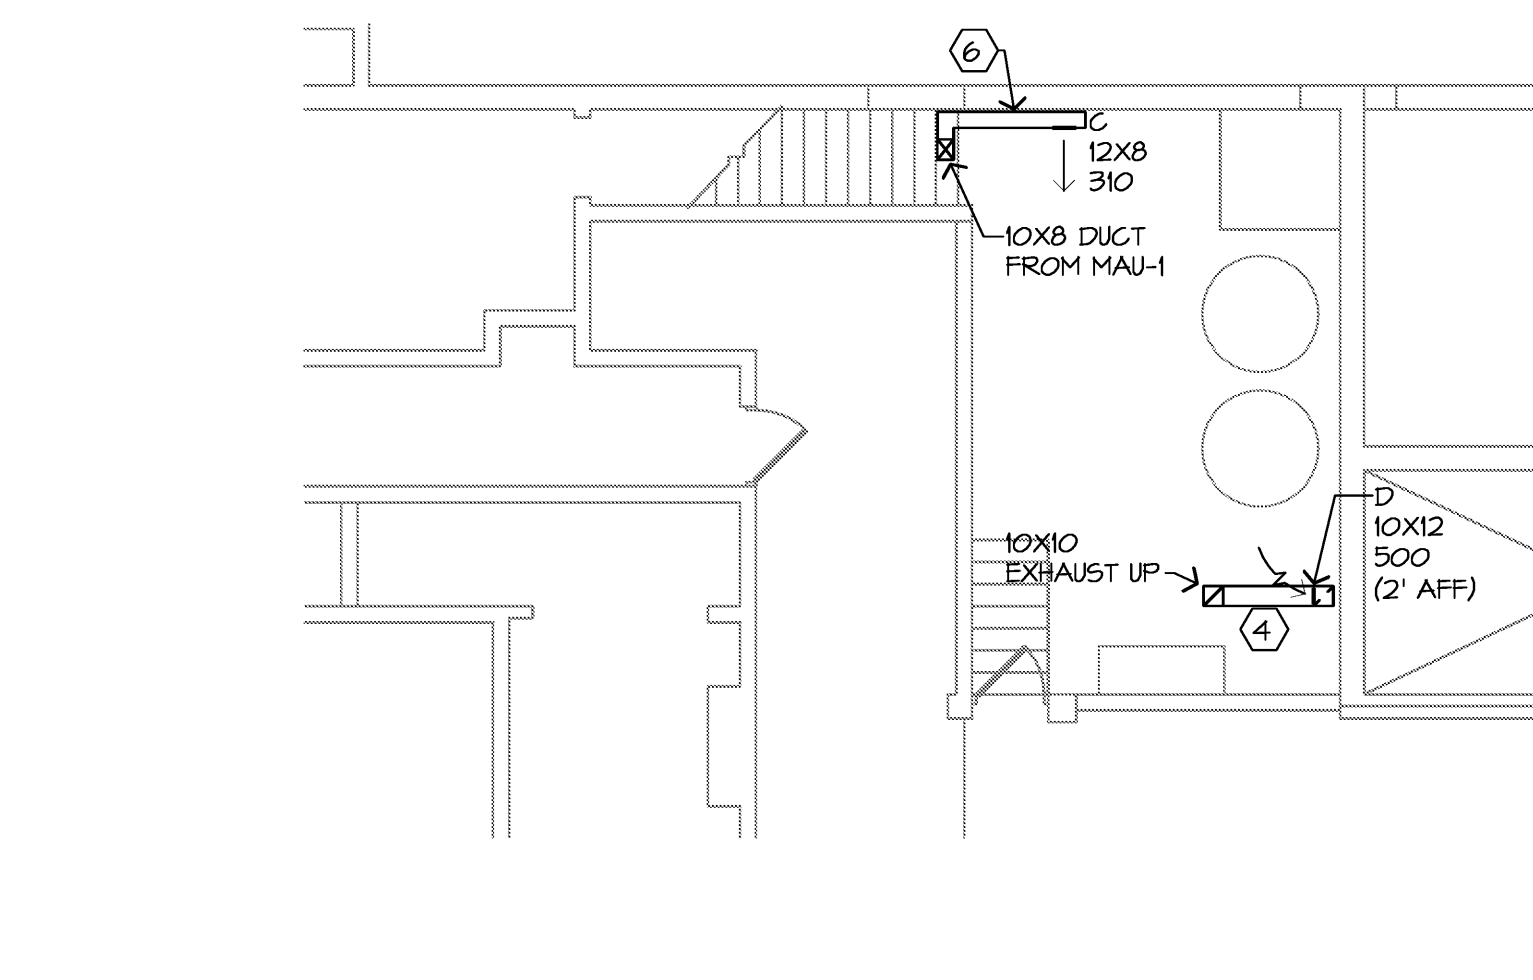 6
C
12X8
310
10X8 DUCT
FROM MAU-1
D
10X12
500
(2' AFF)
10X10
EXHAUST UP
4